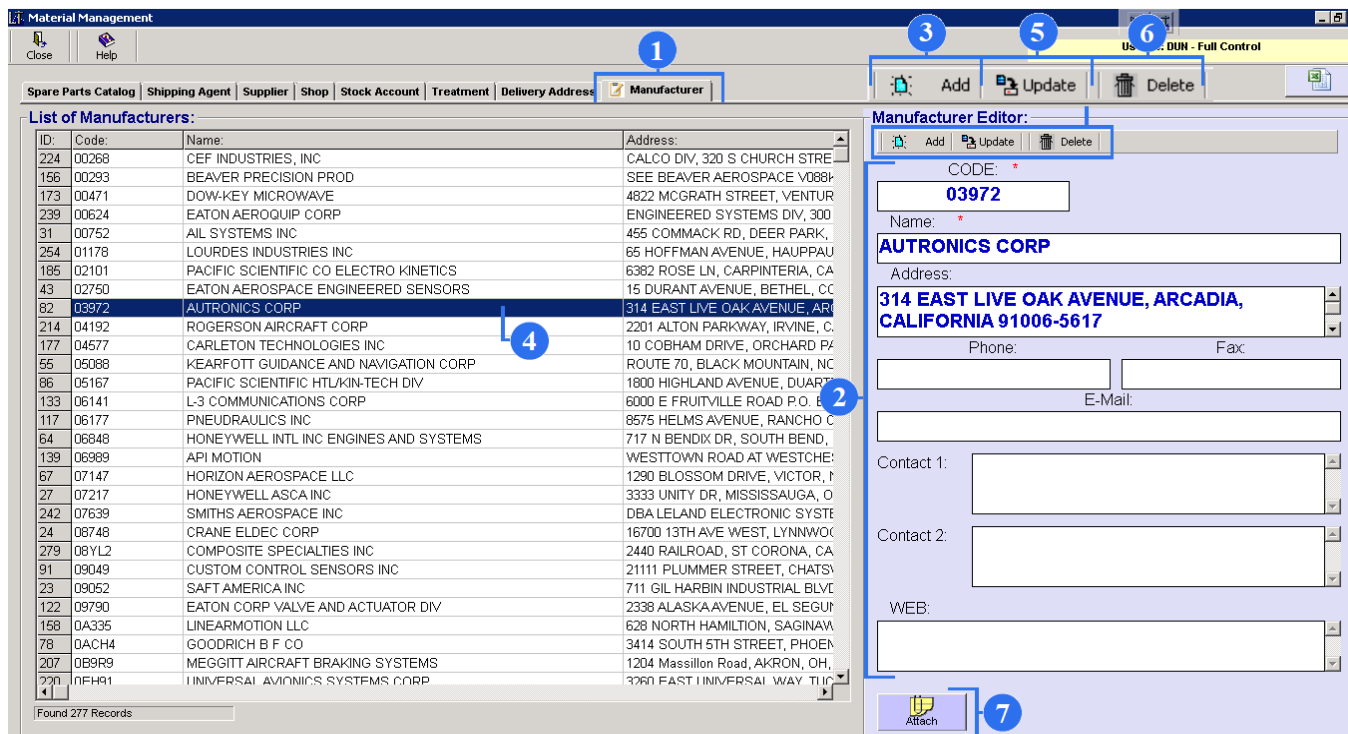 Material Management
Close Help
3 5 6
DUN - Full Control
1
Add Update Delete
Spare Parts Catalog Shipping Agent Supplier Shop Stock Account Treatment Delivery Address Manufacturer
List of Manufacturers:
ID: Code: Name: Address:
224 00268 CEF INDUSTRIES, INC CALCO DIV, 320 S CHURCH STRE
156 00293 BEAVER PRECISION PROD SEE BEAVER AEROSPACE V088K
173 00471 DOW-KEY MICROWAVE 4822 MCGRATH STREET, VENTUR
239 00624 EATON AEROQUIP CORP ENGINEERED SYSTEMS DIV, 300
31 00752 AIL SYSTEMS INC 455 COMMACK RD, DEER PARK,
254 01178 LOURDES INDUSTRIES INC 65 HOFFMAN AVENUE, HAUPPAU
185 02101 PACIFIC SCIENTIFIC CO ELECTRO KINETICS 6382 ROSE LN, CARPINTERIA, CA
43 02750 EATON AEROSPACE ENGINEERED SENSORS 15 DURANT AVENUE, BETHEL, CO
82 03972 AUTRONICS CORP 314 EAST LIVE OAK AVENUE, ARC
214 04192 ROGERSON AIRCRAFT CORP 2201 ALTON PARKWAY, IRVINE, C
177 04577 CARLETON TECHNOLOGIES INC 10 COBHAM DRIVE, ORCHARD PA
4
55 05088 KEARFOTT GUIDANCE AND NAVIGATION CORP ROUTE 70, BLACK MOUNTAIN, NC
86 05167 PACIFIC SCIENTIFIC HTL/KIN-TECH DIV 1800 HIGHLAND AVENUE, DUART
133 06141 L-3 COMMUNICATIONS CORP 6000 E FRUITVILLE ROAD P.O.
117 06177 PNEUDRAULICS INC 8575 HELMS AVENUE, RANCHO C
64 06848 HONEYWELL INTL INC ENGINES AND SYSTEMS 717 N BENDIX DR, SOUTH BEND,
139 06989 API MOTION WESTTOWN ROAD AT WESTCHES
67 07147 HORIZON AEROSPACE LLC 1290 BLOSSOM DRIVE, VICTOR, N
27 07217 HONEYWELL ASCA INC 3333 UNITY DR, MISSISSAUGA, O
242 07639 SMITHS AEROSPACE INC DBA LELAND ELECTRONIC SYSTE
24 08748 CRANE ELDEC CORP 16700 13TH AVE WEST, LYNNWOO
279 08YL2 COMPOSITE SPECIALTIES INC 2440 RAILROAD, ST CORONA, CA
91 09049 CUSTOM CONTROL SENSORS INC 21111 PLUMMER STREET, CHATSV
23 09052 SAFT AMERICA INC 711 GIL HARBIN INDUSTRIAL BLVD
122 09790 EATON CORP VALVE AND ACTUATOR DIV 2338 ALASKA AVENUE, EL SEGUN
158 0A335 LINEARMOTION LLC 628 NORTH HAMILTION, SAGINAW
78 0ACH4 GOODRICH B F CO 3414 SOUTH 5TH STREET, PHOEN
207 0B9R9 MEGGITT AIRCRAFT BRAKING SYSTEMS 1204 Massillon Road, AKRON, OH,
220 0EH91 UNIVERSAL AVIONICS SYSTEMS CORP 3260 EAST UNIVERSAL WAY, TUC
Found 277 Records
Manufacturer Editor:
Add Update Delete
CODE: *
03972
Name: *
AUTRONICS CORP
Address:
314 EAST LIVE OAK AVENUE, ARCADIA,
CALIFORNIA 91006-5617
Phone: Fax:
2
E-Mail:
Contact 1:
Contact 2:
WEB:
Attach 7